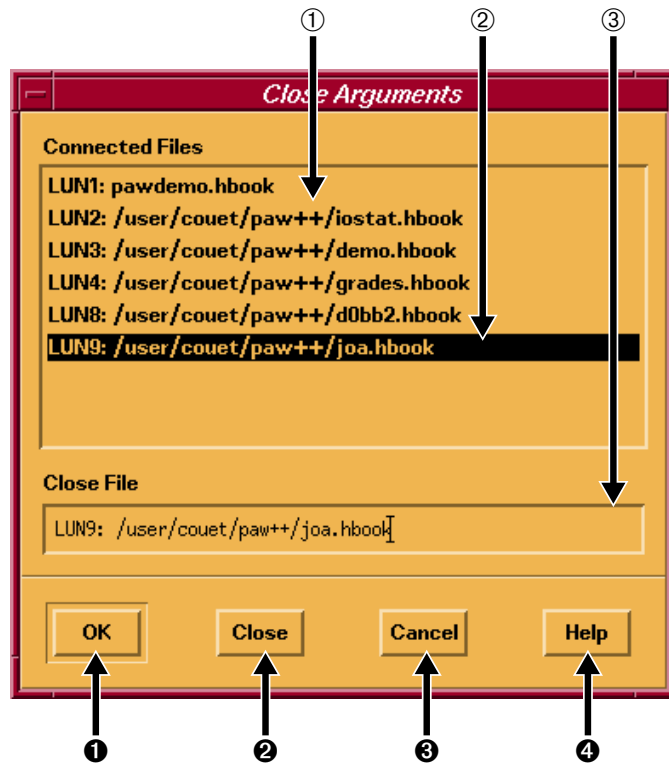 ① ② ③
Close Arguments
Connected Files
LUN1: pawdemo.hbook
LUN2: /user/couet/paw++/iostat.hbook
LUN3: /user/couet/paw++/demo.hbook
LUN4: /user/couet/paw++/grades.hbook
LUN8: /user/couet/paw++/d0bb2.hbook
LUN9: /user/couet/paw++/joa.hbook
Close File
LUN9: /user/couet/paw++/joa.hbook
OK Close Cancel Help
❶ ❷ ❸ ❹